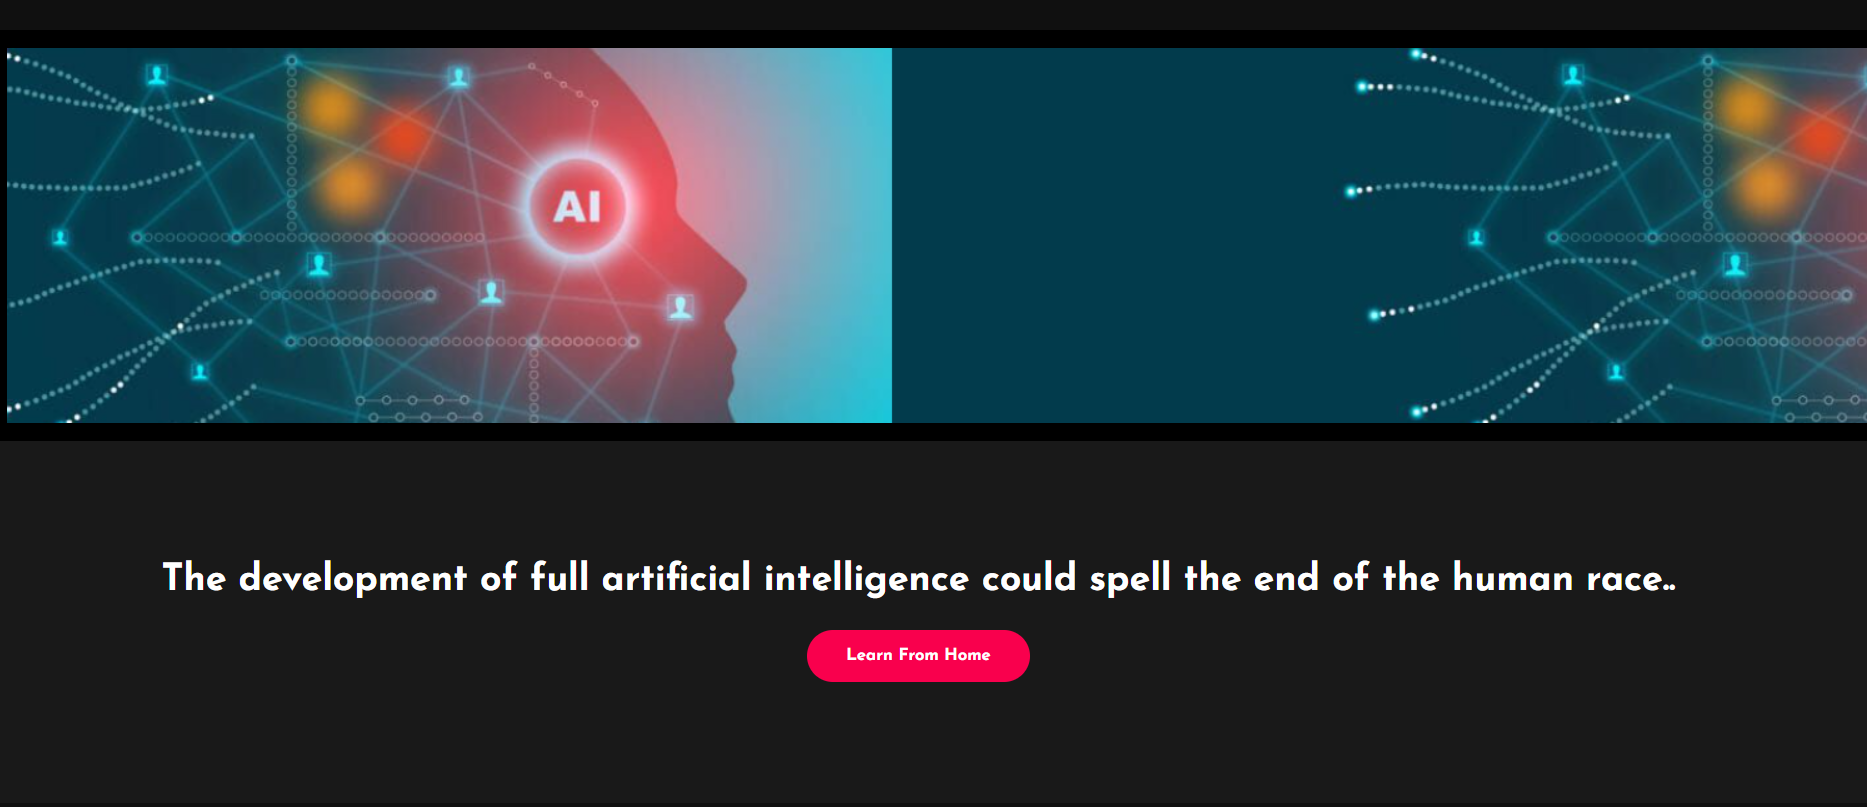 AI
The development of full artificial intelligence could spell the end of the human race..
Learn From Home